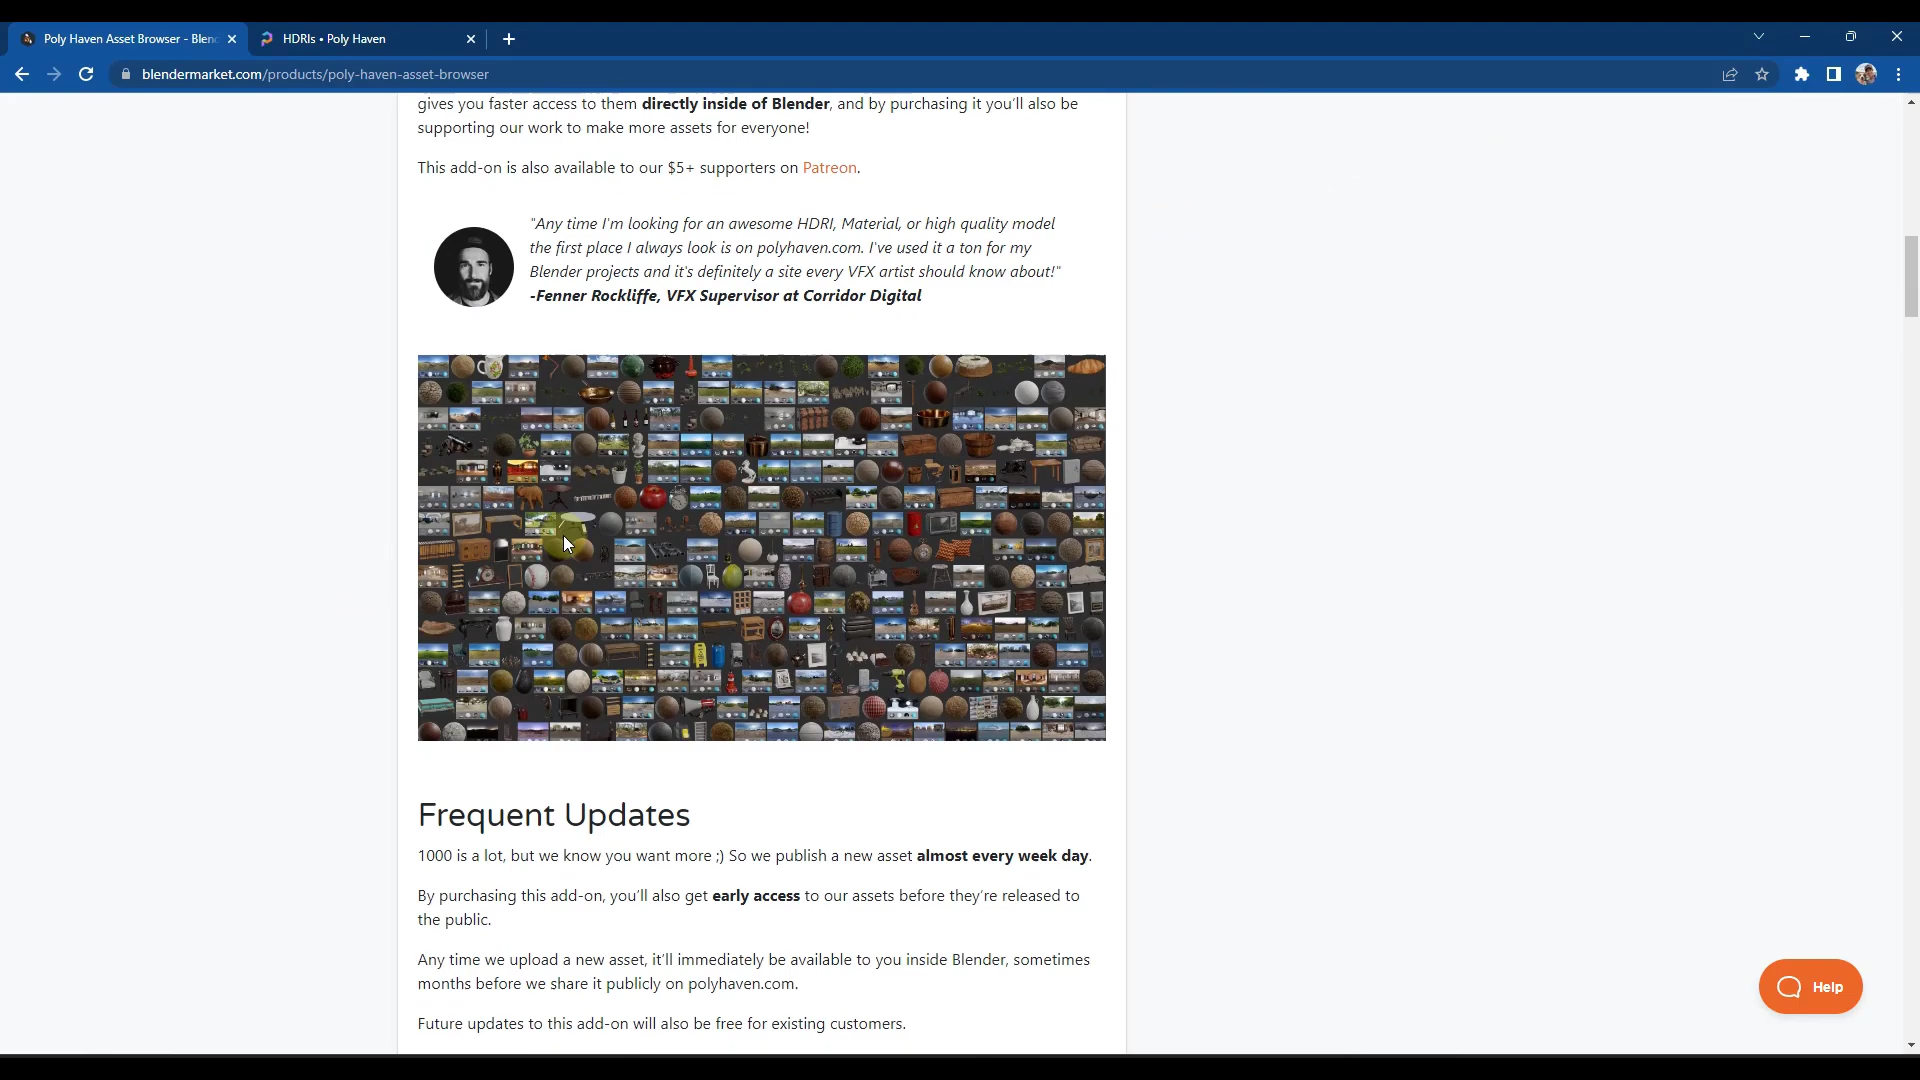 Poly Haven Asset Browser - Blen
HDRIs • Poly Haven
blendermarket.com/products/poly-haven-asset-browser
gives you faster access to them directly inside of Blender, and by purchasing it you'll also be
supporting our work to make more assets for everyone!
This add-on is also available to our $5+ supporters on Patreon.
"Any time I'm looking for an awesome HDRI, Material, or high quality model
the first place I always look is on polyhaven.com. I've used it a ton for my
Blender projects and it's definitely a site every VFX artist should know about!"
-Fenner Rockliffe, VFX Supervisor at Corridor Digital
Frequent Updates
1000 is a lot, but we know you want more ;) So we publish a new asset almost every week day.
By purchasing this add-on, you'll also get early access to our assets before they're released to
the public.
Any time we upload a new asset, it'll immediately be available to you inside Blender, sometimes
months before we share it publicly on polyhaven.com.
Future updates to this add-on will also be free for existing customers.
Help